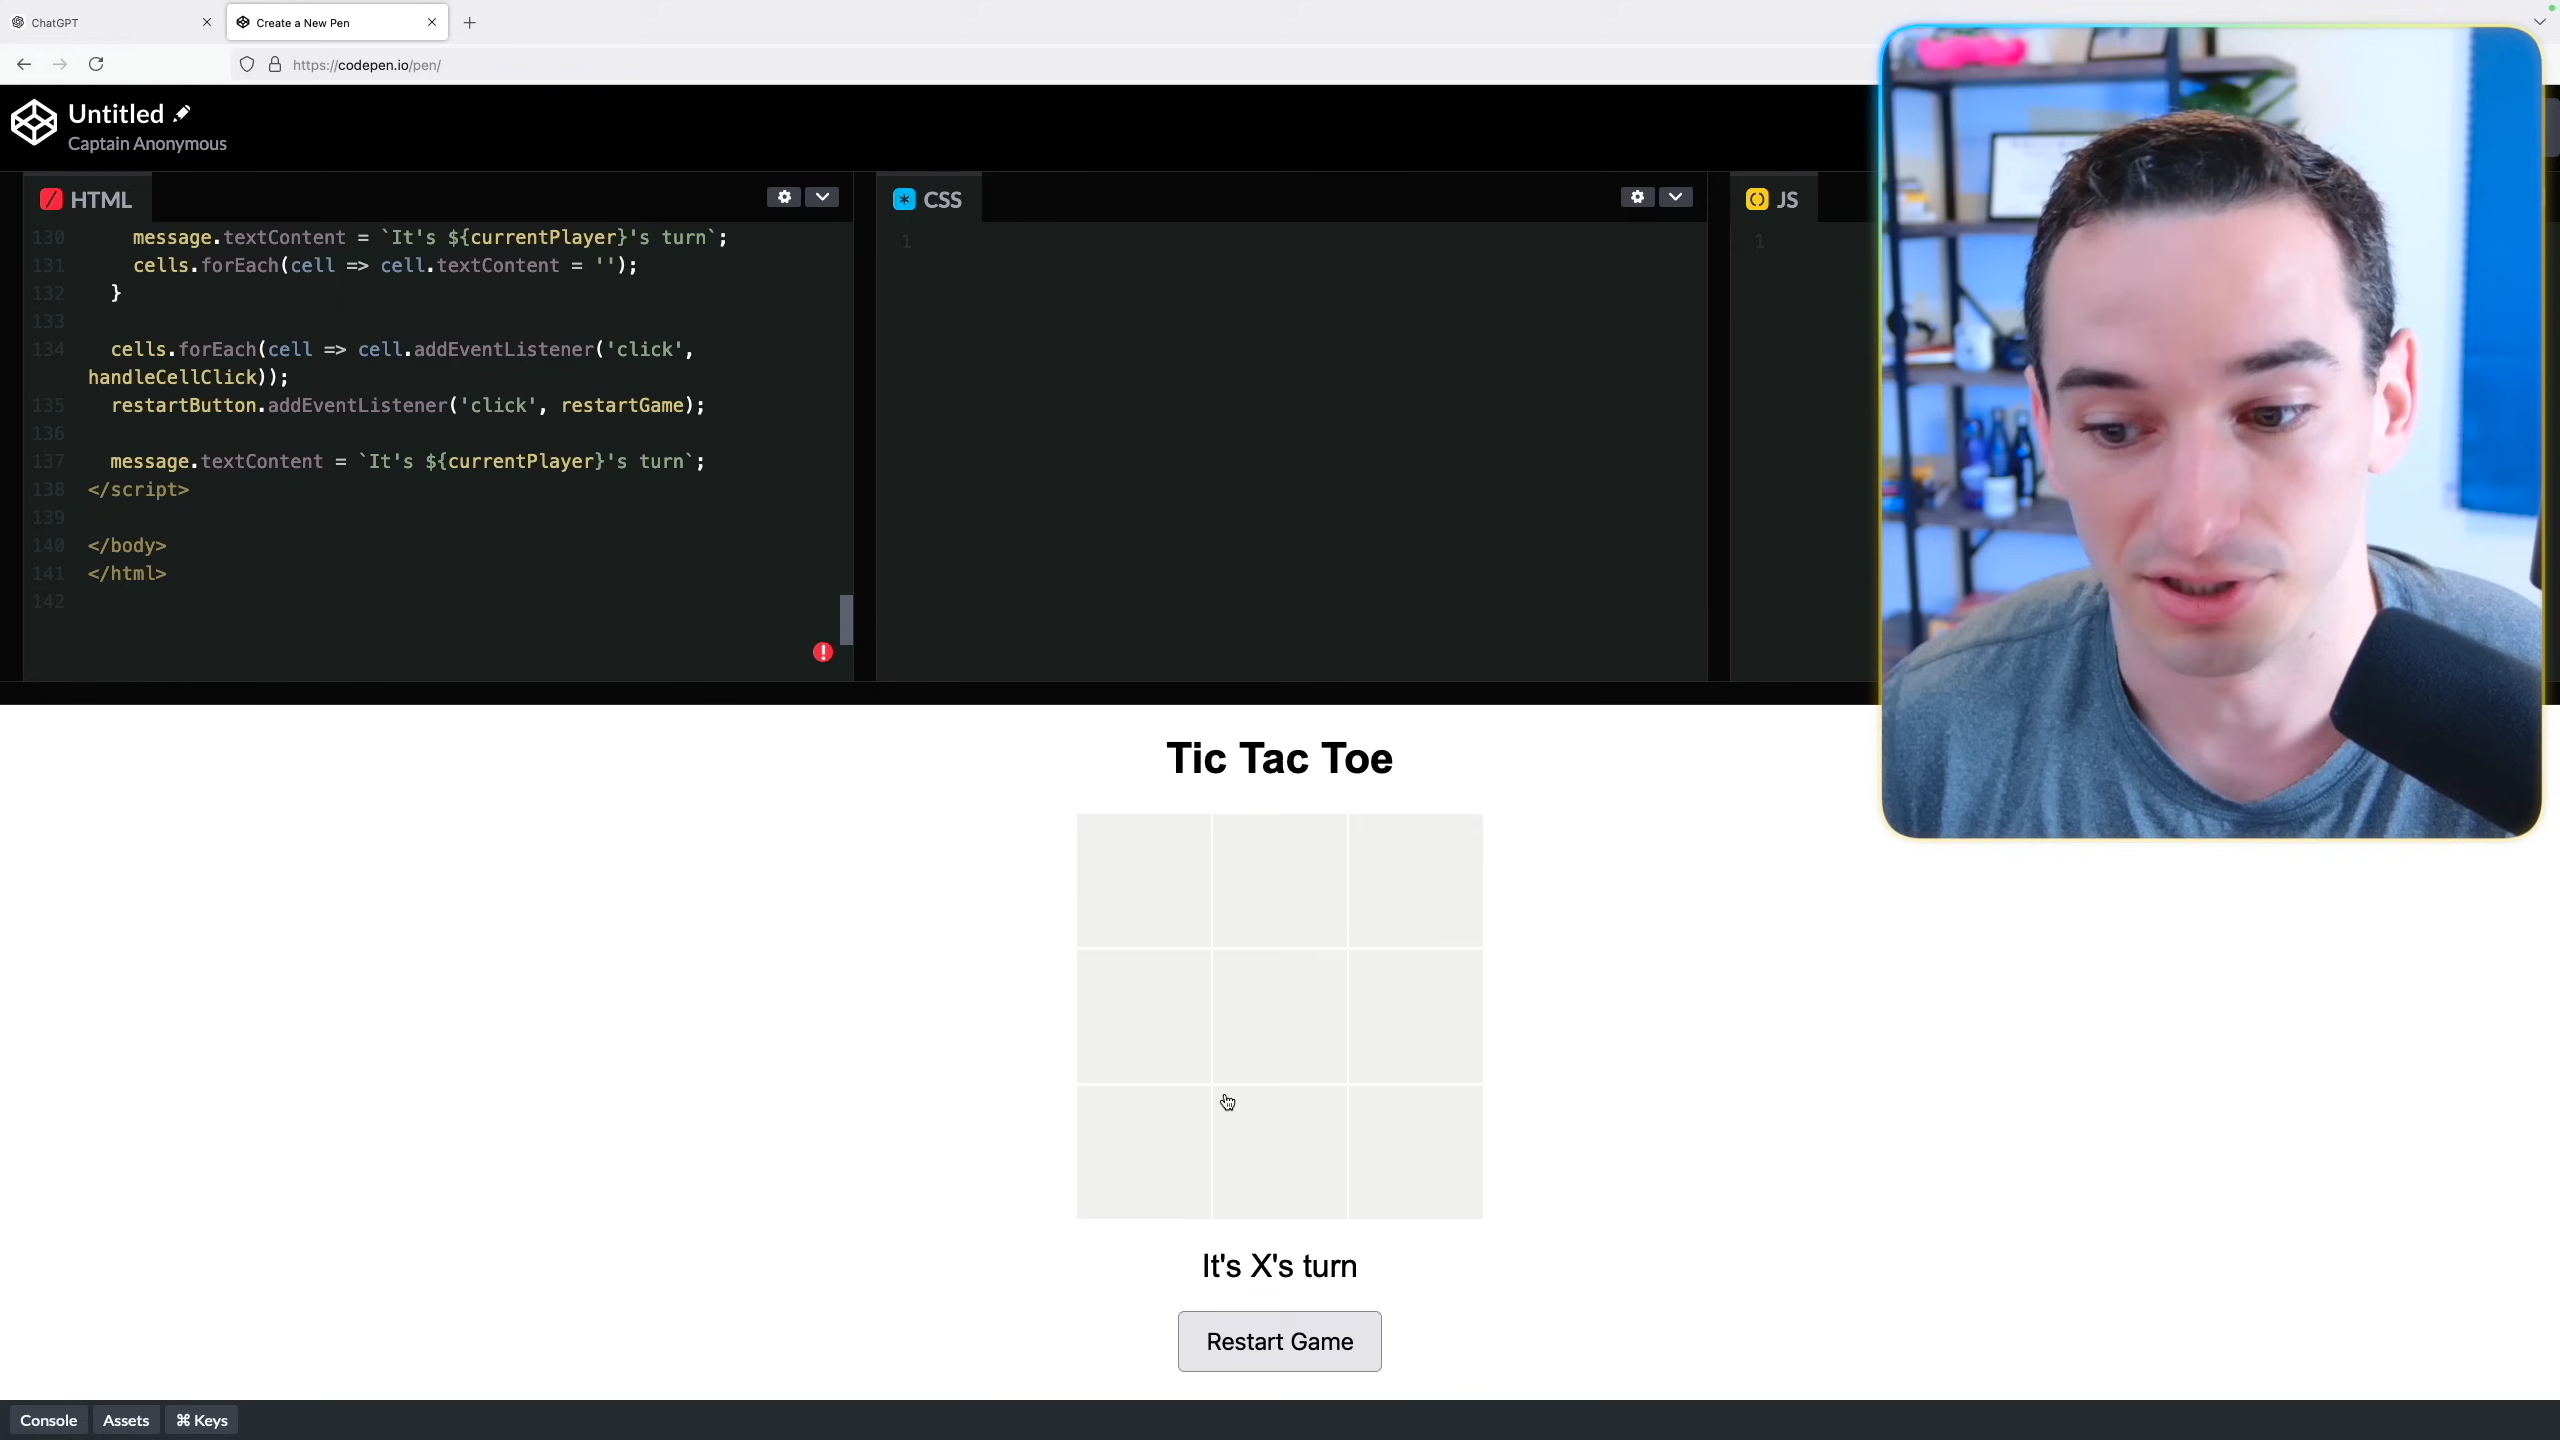 ChatGPT
Create a New Pen
https://codepen.io/pen/
Untitled
Captain Anonymous
HTML
CSS
JS
130 message.textContent = `It's ${currentPlayer}'s turn`;
131 cells.forEach(cell => cell.textContent = '');
132 }
133
134 cells.forEach(cell => cell.addEventListener('click',
handleCellClick));
135 restartButton.addEventListener('click', restartGame);
136
137 message.textContent = `It's ${currentPlayer}'s turn`;
138 </script>
139
140 </body>
141 </html>
142
1
1
Tic Tac Toe
It's X's turn
Restart Game
Console
Assets
⌘ Keys